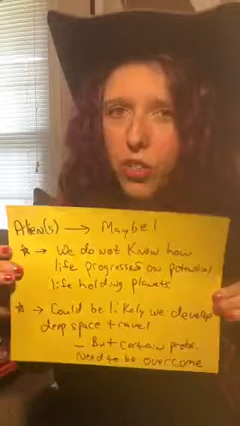 Alien(s) → Maybe!
* → We do not know how
life progresses on potential
life holding planets
* → Could be likely we develop
deep space travel
- But certain probs.
Need to be overcome